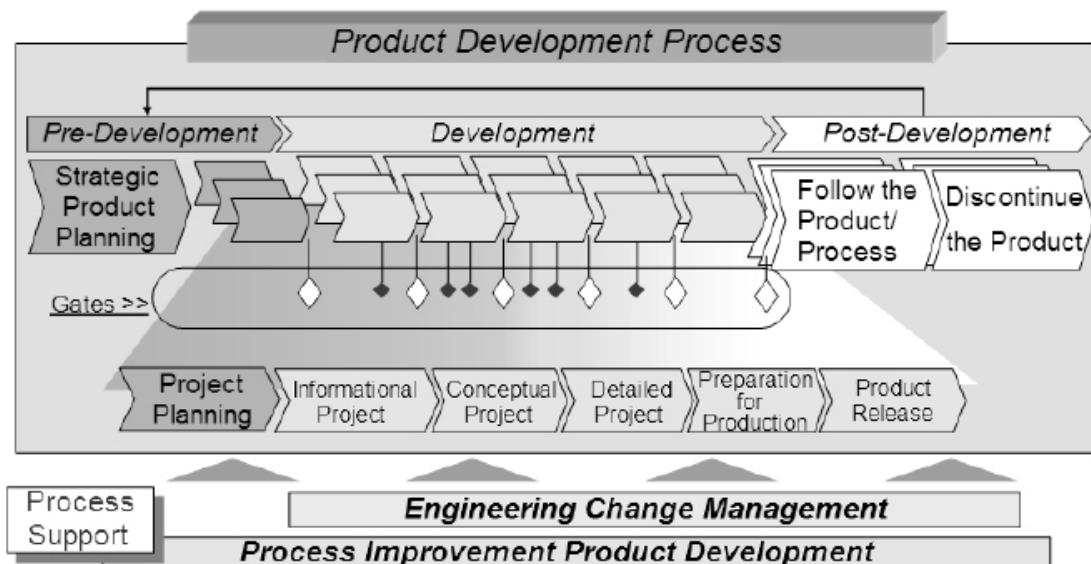 Product Development Process
Pre-Development
Development
Post-Development
Strategic
Product
Planning
Follow the
Product/
Process
Discontinue
the Product
Gates >>
Project
Planning
Informational
Project
Conceptual
Project
Detailed
Project
Preparation
for
Production
Product
Release
Process
Support
Engineering Change Management
Process Improvement Product Development